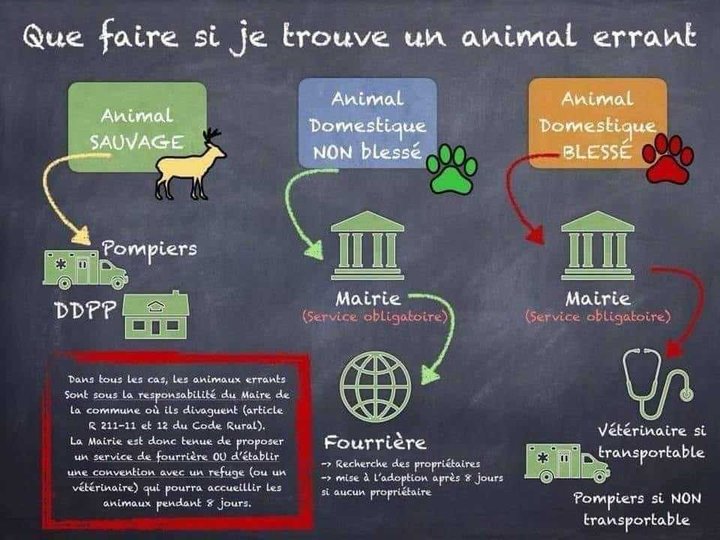 Que faire si je trouve un animal errant
Animal
SAUVAGE
Pompiers
DDPP
Dans tous les cas, les animaux errants
Sont sous la responsabilité du Maire de
la commune où ils divaguent (article
R 211-11 et 12 du Code Rural).
La Mairie est donc tenue de proposer
un service de fourrière OU d'établir
une convention avec un refuge (ou un
vétérinaire) qui pourra accueillir les
animaux pendant 8 jours.
Animal
Domestique
NON blessé
Mairie
(Service obligatoire)
Fourrière
-> Recherche des propriétaires
-> mise à l'adoption après 8 jours
si aucun propriétaire
Animal
Domestique
BLESSÉ
Mairie
(Service obligatoire)
Vétérinaire si
transportable
Pompiers si NON
transportable